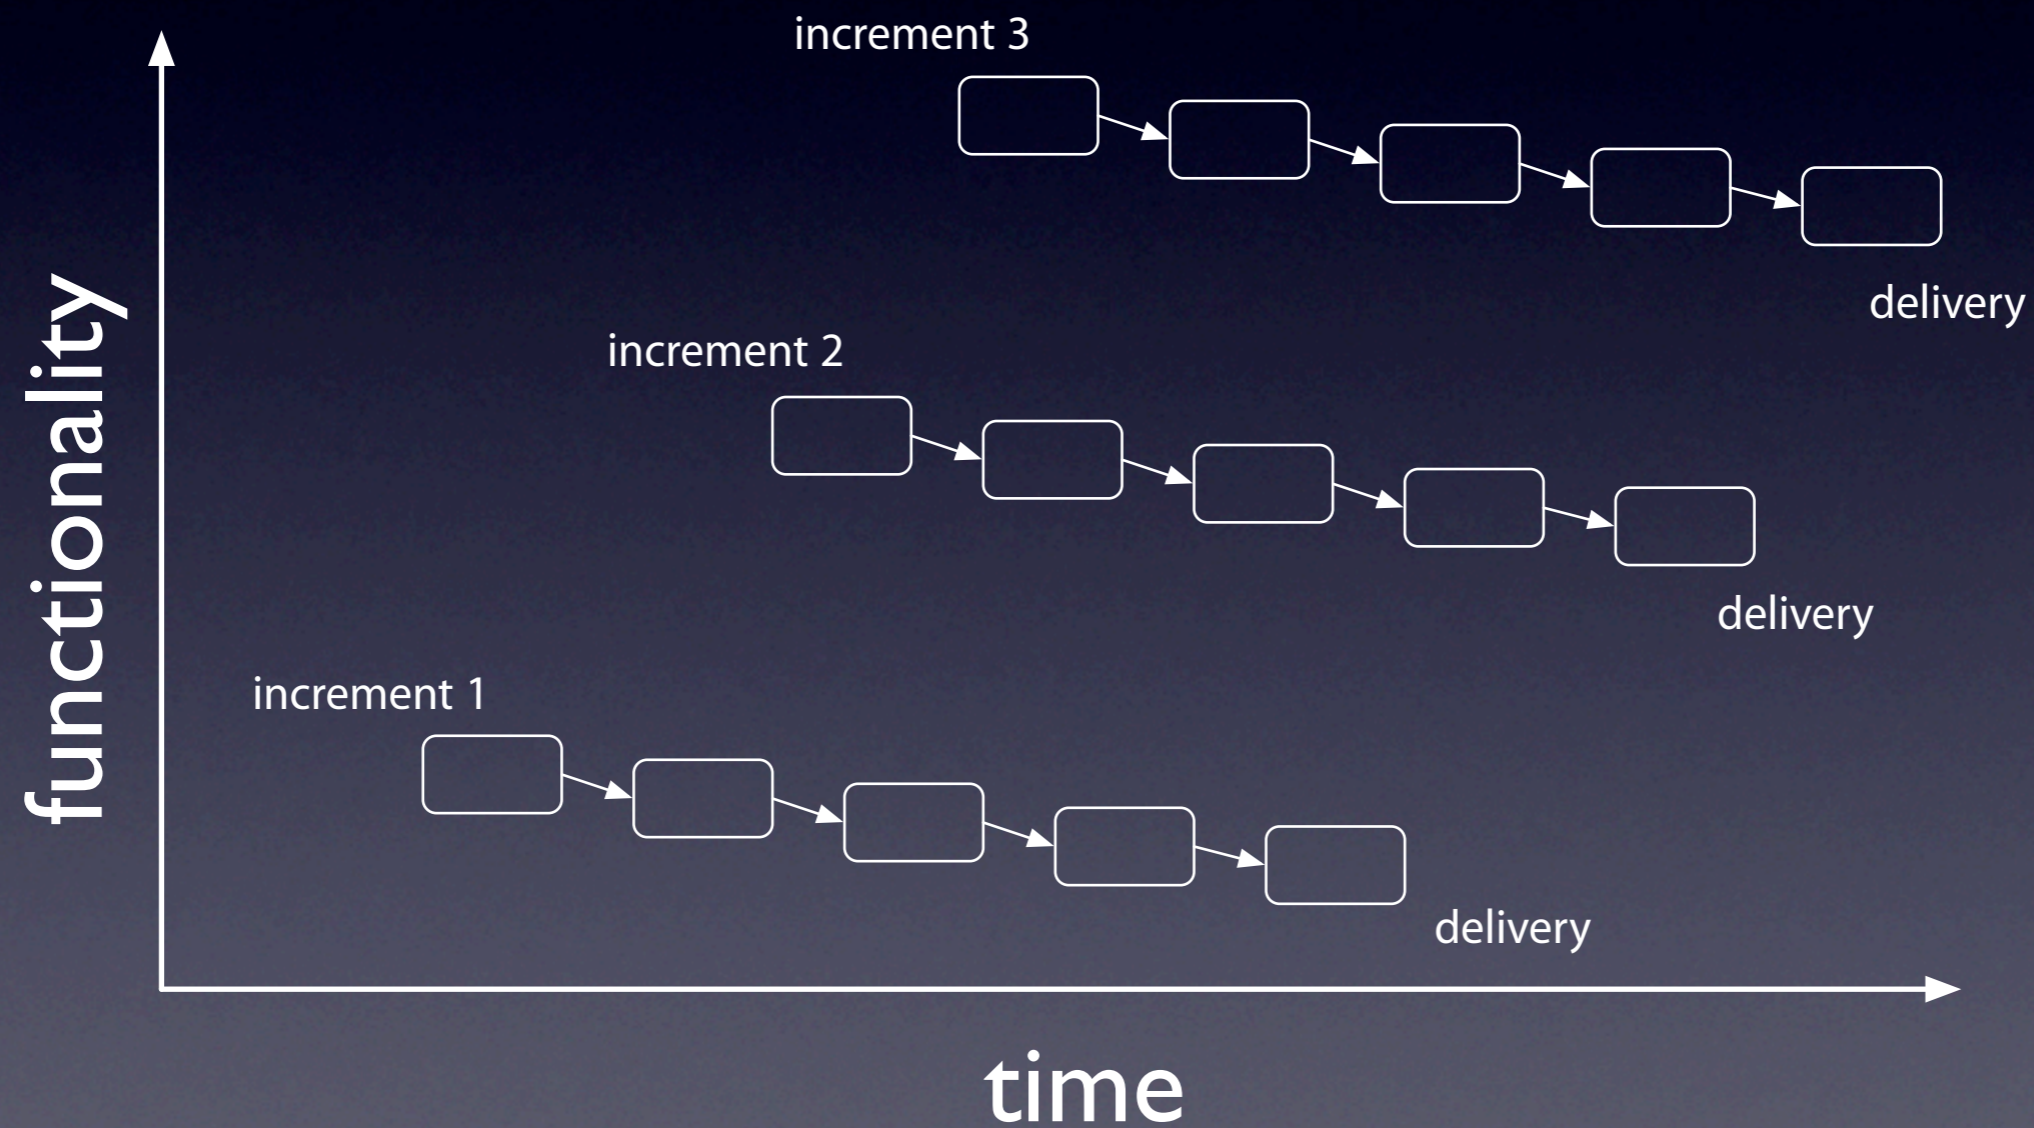 increment 3
delivery
increment 2
delivery
increment 1
delivery
functionality
time